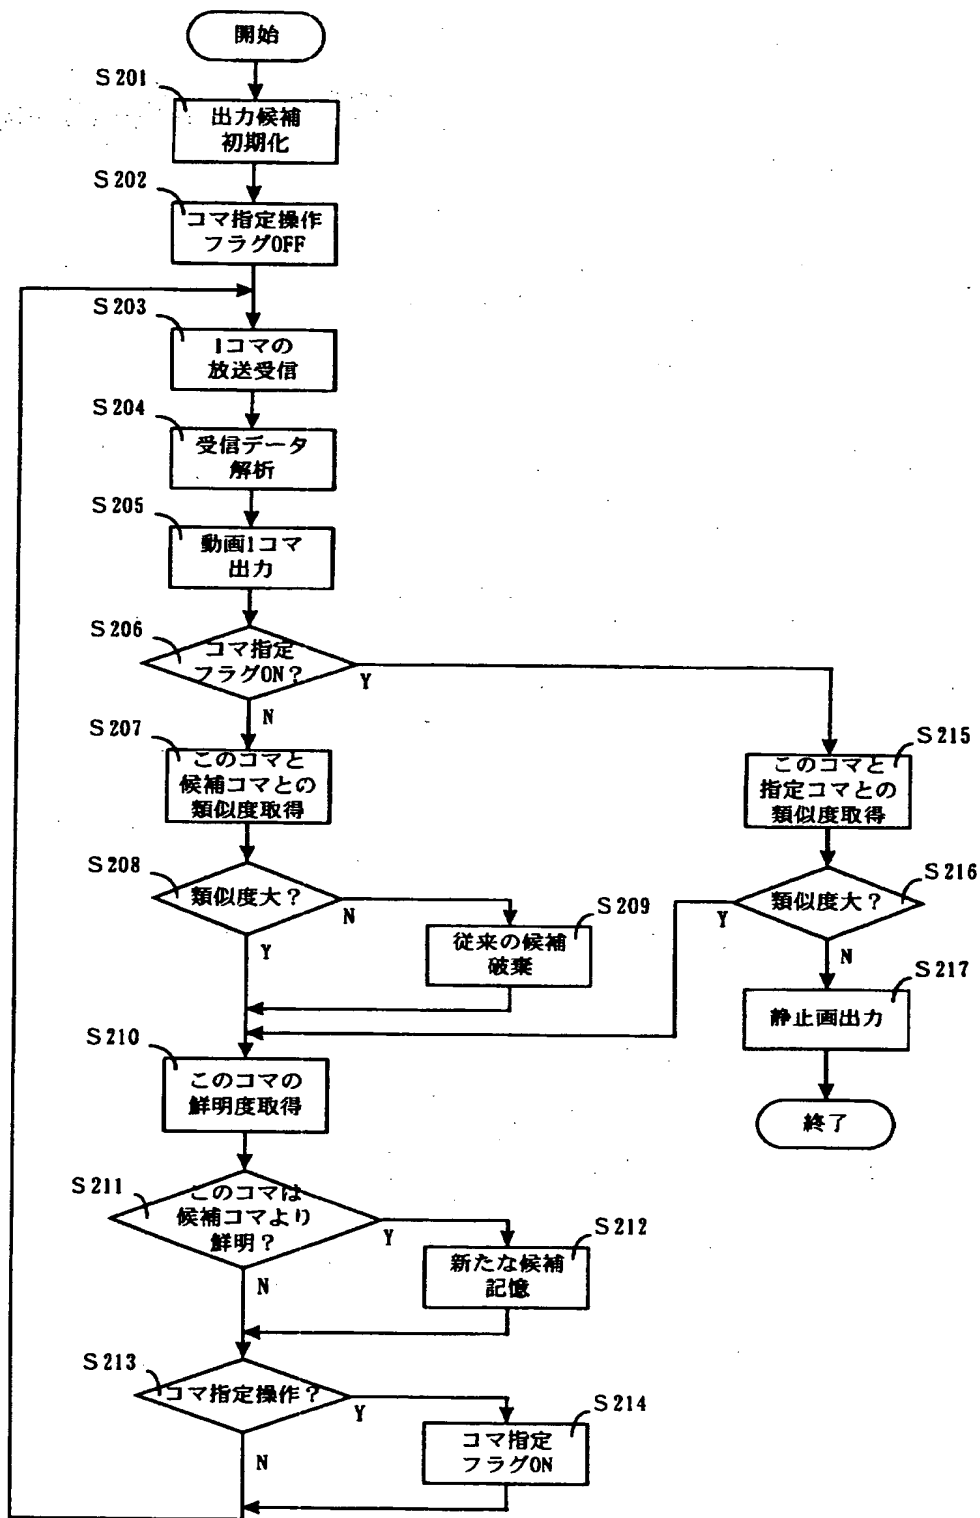 開始
S201
出力候補
初期化
S202
コマ指定操作
フラグOFF
S203
1コマの
放送受信
S204
受信データ
解析
S205
動画1コマ
出力
S206
コマ指定
フラグON?
Y
N
S207
このコマと
候補コマとの
類似度取得
S215
このコマと
指定コマとの
類似度取得
S208
類似度大?
N
Y
S209
従来の候補
破棄
S216
類似度大?
Y
N
S217
静止画出力
終了
S210
このコマの
鮮明度取得
S211
このコマは
候補コマより
鮮明?
Y
N
S212
新たな候補
記憶
S213
コマ指定操作?
Y
N
S214
コマ指定
フラグON